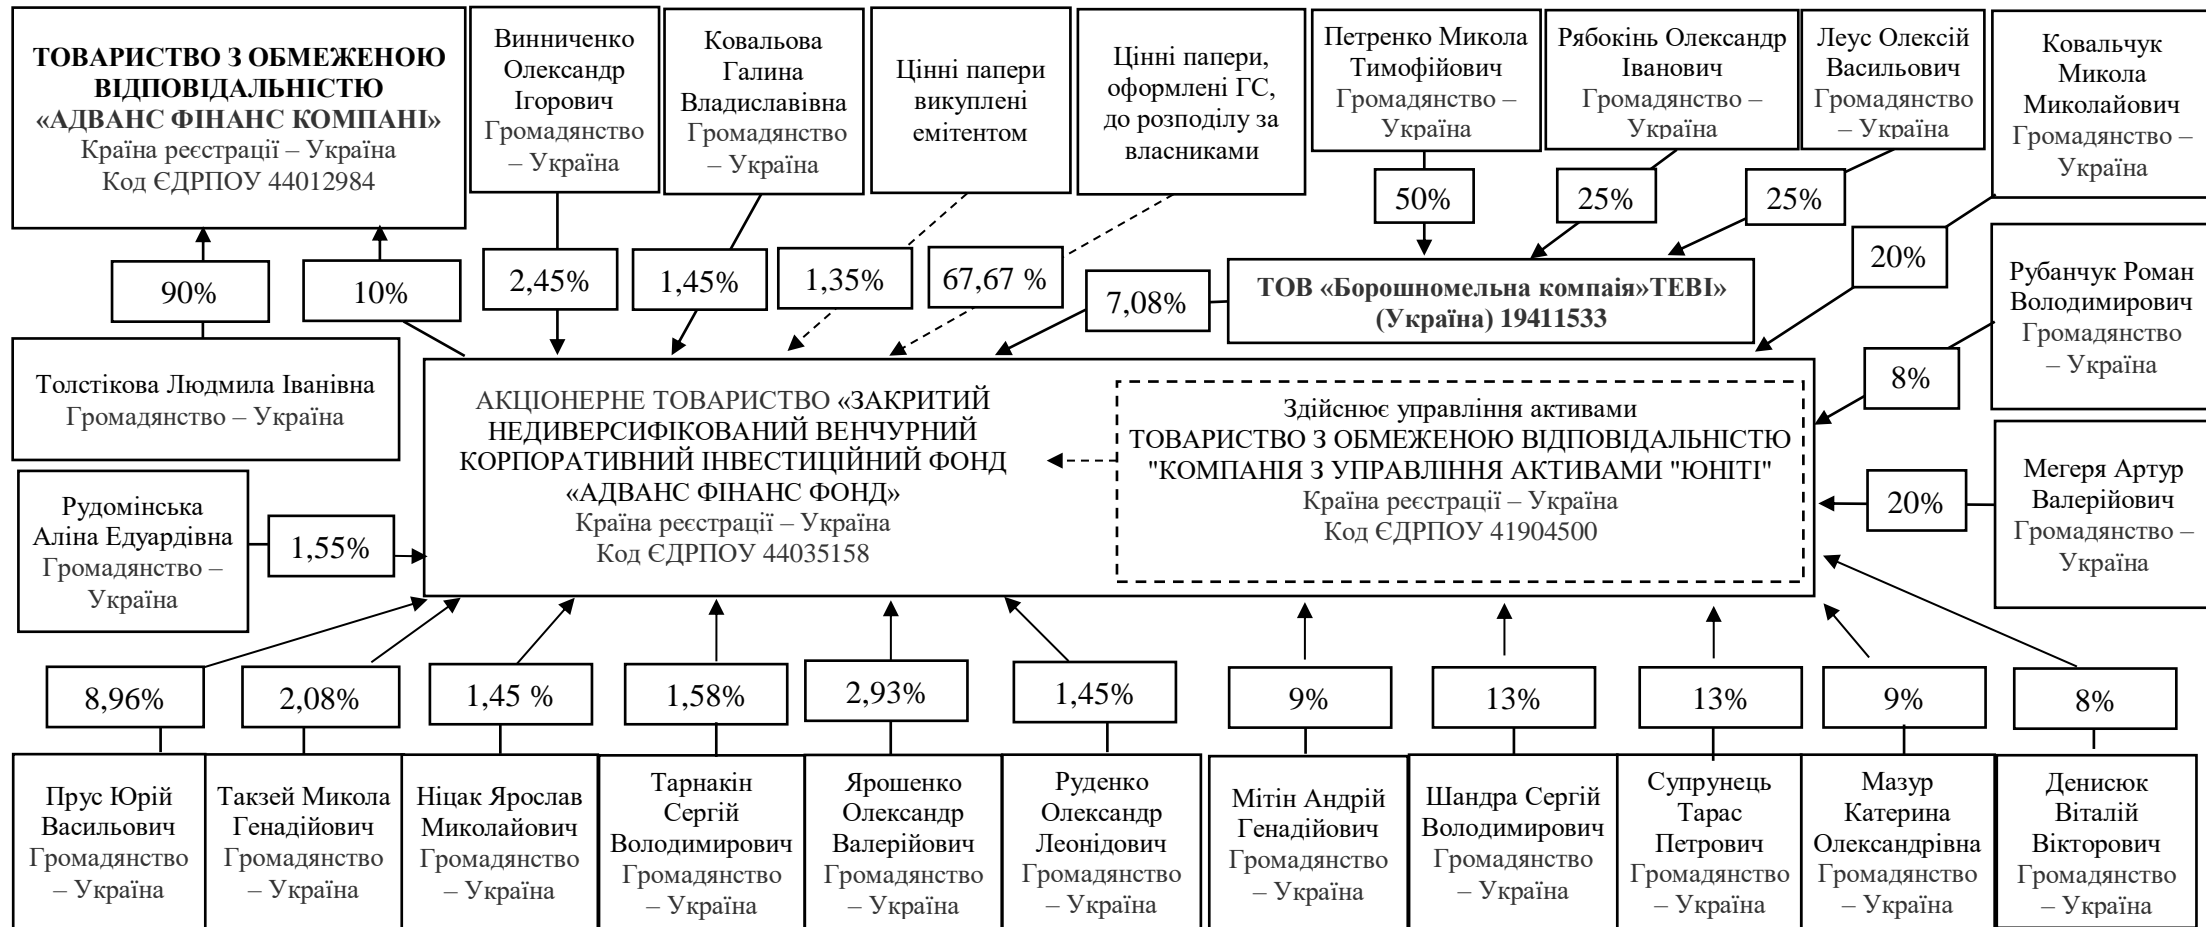 ТОВАРИСТВО З ОБМЕЖЕНОЮ
ВІДПОВІДАЛЬНІСТЮ
«АДВАНС ФІНАНС КОМПАНІ»
Країна реєстрації – Україна
Код ЄДРПОУ 44012984
Винниченко
Олександр
Ігорович
Громадянство
– Україна
Ковальова
Галина
Владиславівна
Громадянство
– Україна
Цінні папери
викуплені
емітентом
Цінні папери,
оформлені ГС,
до розподілу за
власниками
Петренко Микола
Тимофійович
Громадянство –
Україна
Рябокінь Олександр
Іванович
Громадянство –
Україна
Леус Олексій
Васильович
Громадянство
– Україна
Ковальчук
Микола
Миколайович
Громадянство –
Україна
50%
25%
25%
20%
90%
10%
2,45%
1,45%
1,35%
67,67 %
7,08%
ТОВ «Борошномельна компаія»ТЕВІ»
(Україна) 19411533
Рубанчук Роман
Володимирович
Громадянство
– Україна
8%
Толстікова Людмила Іванівна
Громадянство – Україна
АКЦІОНЕРНЕ ТОВАРИСТВО «ЗАКРИТИЙ
НЕДИВЕРСИФІКОВАНИЙ ВЕНЧУРНИЙ
КОРПОРАТИВНИЙ ІНВЕСТИЦІЙНИЙ ФОНД
«АДВАНС ФІНАНС ФОНД»
Країна реєстрації – Україна
Код ЄДРПОУ 44035158
Здійснює управління активами
ТОВАРИСТВО З ОБМЕЖЕНОЮ ВІДПОВІДАЛЬНІСТЮ
"КОМПАНІЯ З УПРАВЛІННЯ АКТИВАМИ "ЮНІТІ"
Країна реєстрації – Україна
Код ЄДРПОУ 41904500
20%
Мегеря Артур
Валерійович
Громадянство –
Україна
Рудомінська
Аліна Едуардівна
Громадянство –
Україна
1,55%
8,96%
2,08%
1,45 %
1,58%
2,93%
1,45%
9%
13%
13%
9%
8%
Прус Юрій
Васильович
Громадянство
– Україна
Такзей Микола
Генадійович
Громадянство
– Україна
Ніцак Ярослав
Миколайович
Громадянство
– Україна
Тарнакін
Сергій
Володимирович
Громадянство
– Україна
Ярошенко
Олександр
Валерійович
Громадянство
– Україна
Руденко
Олександр
Леонідович
Громадянство
– Україна
Мітін Андрій
Генадійович
Громадянство
– Україна
Шандра Сергій
Володимирович
Громадянство
– Україна
Супрунець
Тарас
Петрович
Громадянство
– Україна
Мазур
Катерина
Олександрівна
Громадянство
– Україна
Денисюк
Віталій
Вікторович
Громадянство
– Україна